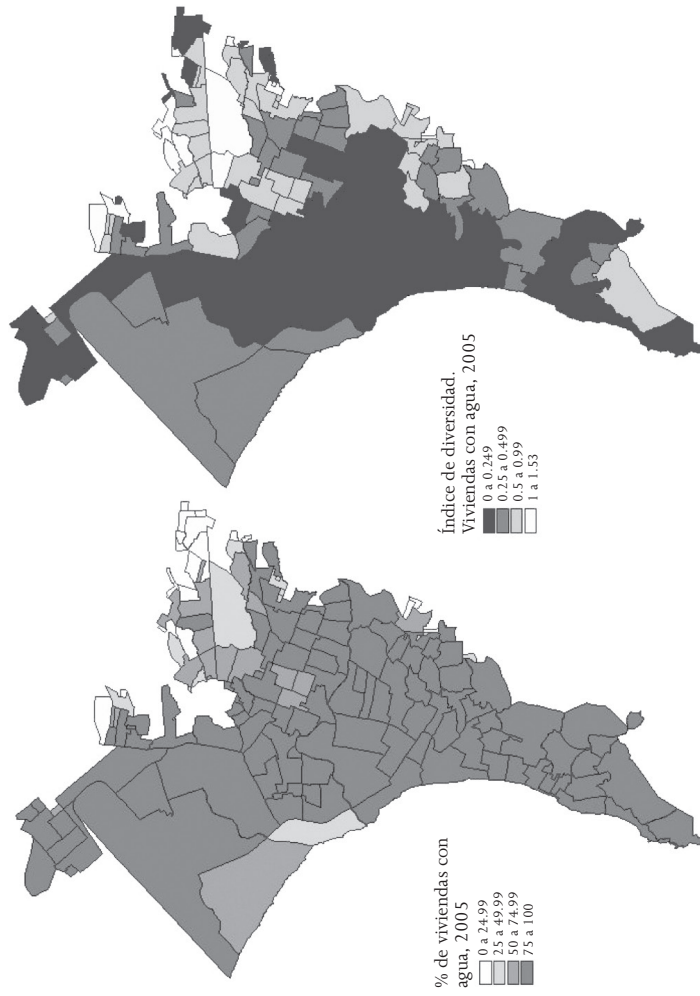 % de viviendas con
agua, 2005
0 a 24.99
25 a 49.99
50 a 74.99
75 a 100
Índice de diversidad.
Viviendas con agua, 2005
0 a 0.249
0.25 a 0.499
0.5 a 0.99
1 a 1.53